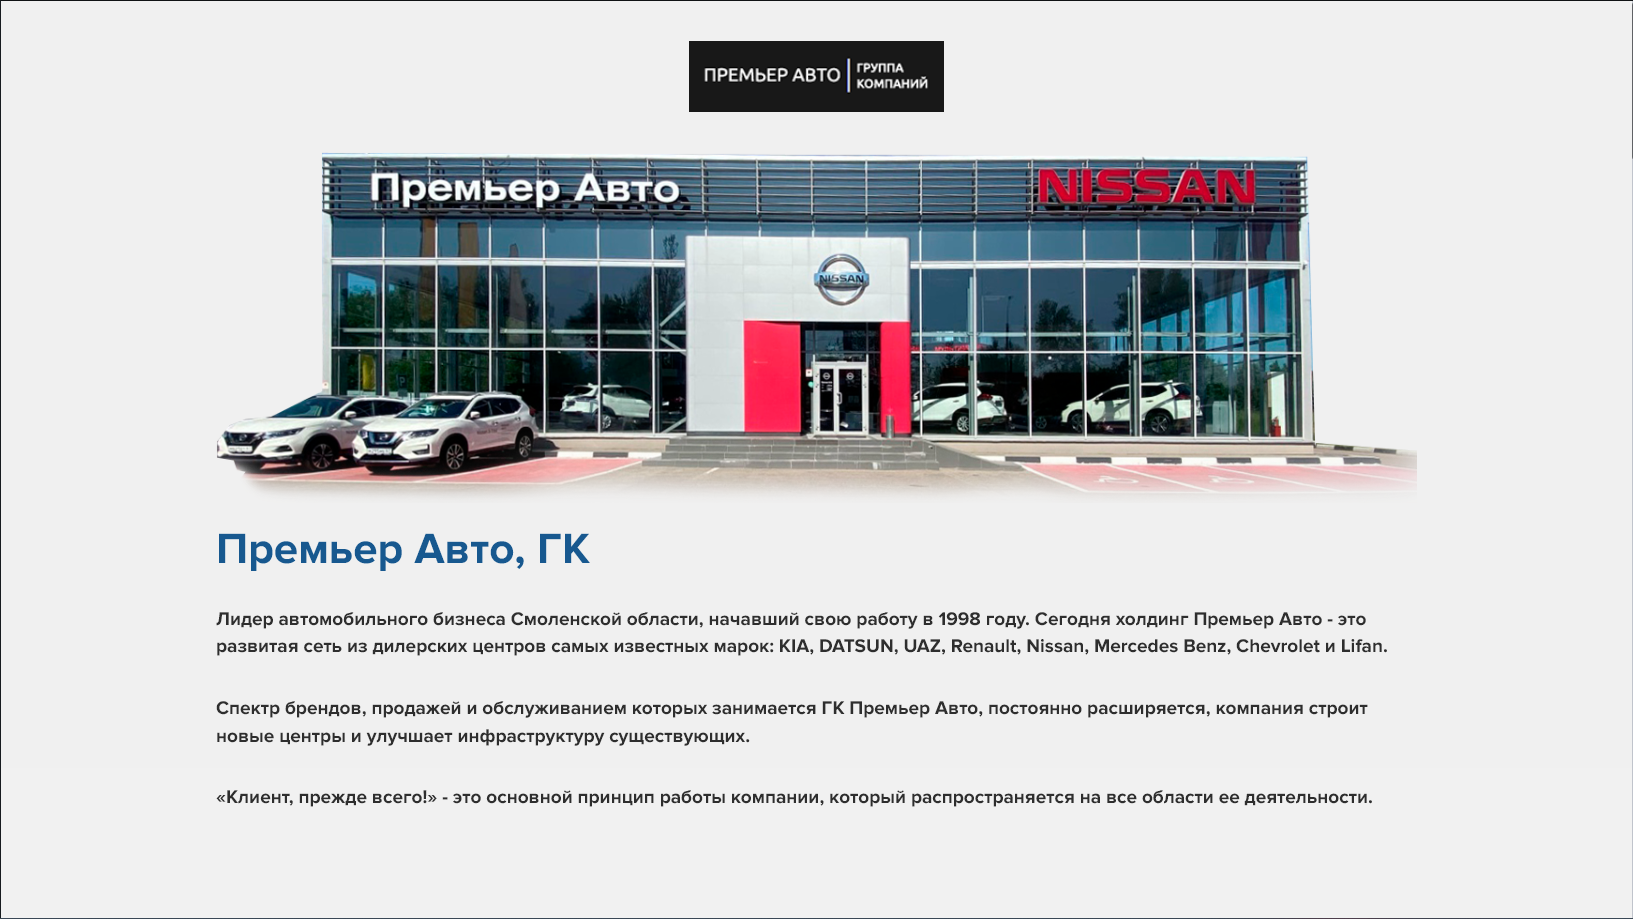 ПРЕМЬЕР АВТО
ГРУППА
КОМПАНИЙ
Премьер Авто
NISSAN
NISSAN
Премьер Авто, ГК
Лидер автомобильного бизнеса Смоленской области, начавший свою работу в 1998 году. Сегодня холдинг Премьер Авто - это
развитая сеть из дилерских центров самых известных марок: KIA, DATSUN, UAZ, Renault, Nissan, Mercedes Benz, Chevrolet и Lifan.
Спектр брендов, продажей и обслуживанием которых занимается ГК Премьер Авто, постоянно расширяется, компания строит
новые центры и улучшает инфраструктуру существующих.
«Клиент, прежде всего!» - это основной принцип работы компании, который распространяется на все области ее деятельности.